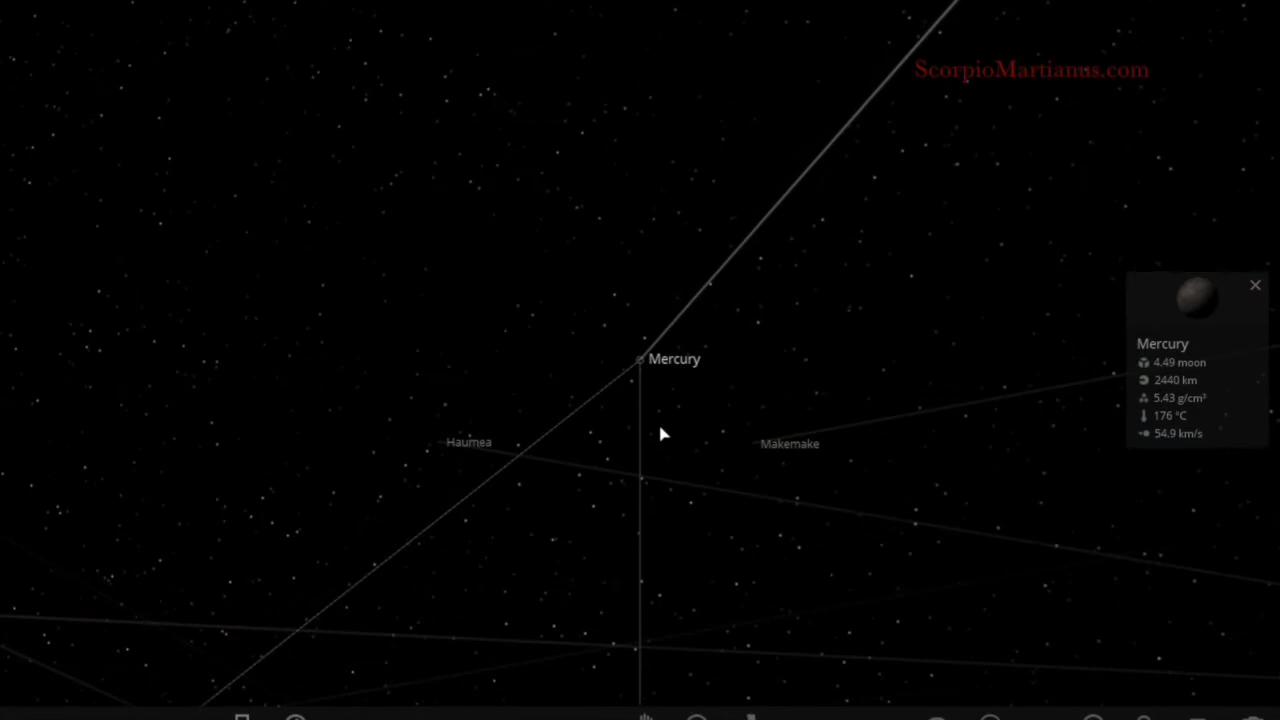 ScorpioMartianus.com
Mercury
Haumea
Makemake
Mercury
4.49 moon
2440 km
5.43 g/cm³
176 °C
54.9 km/s